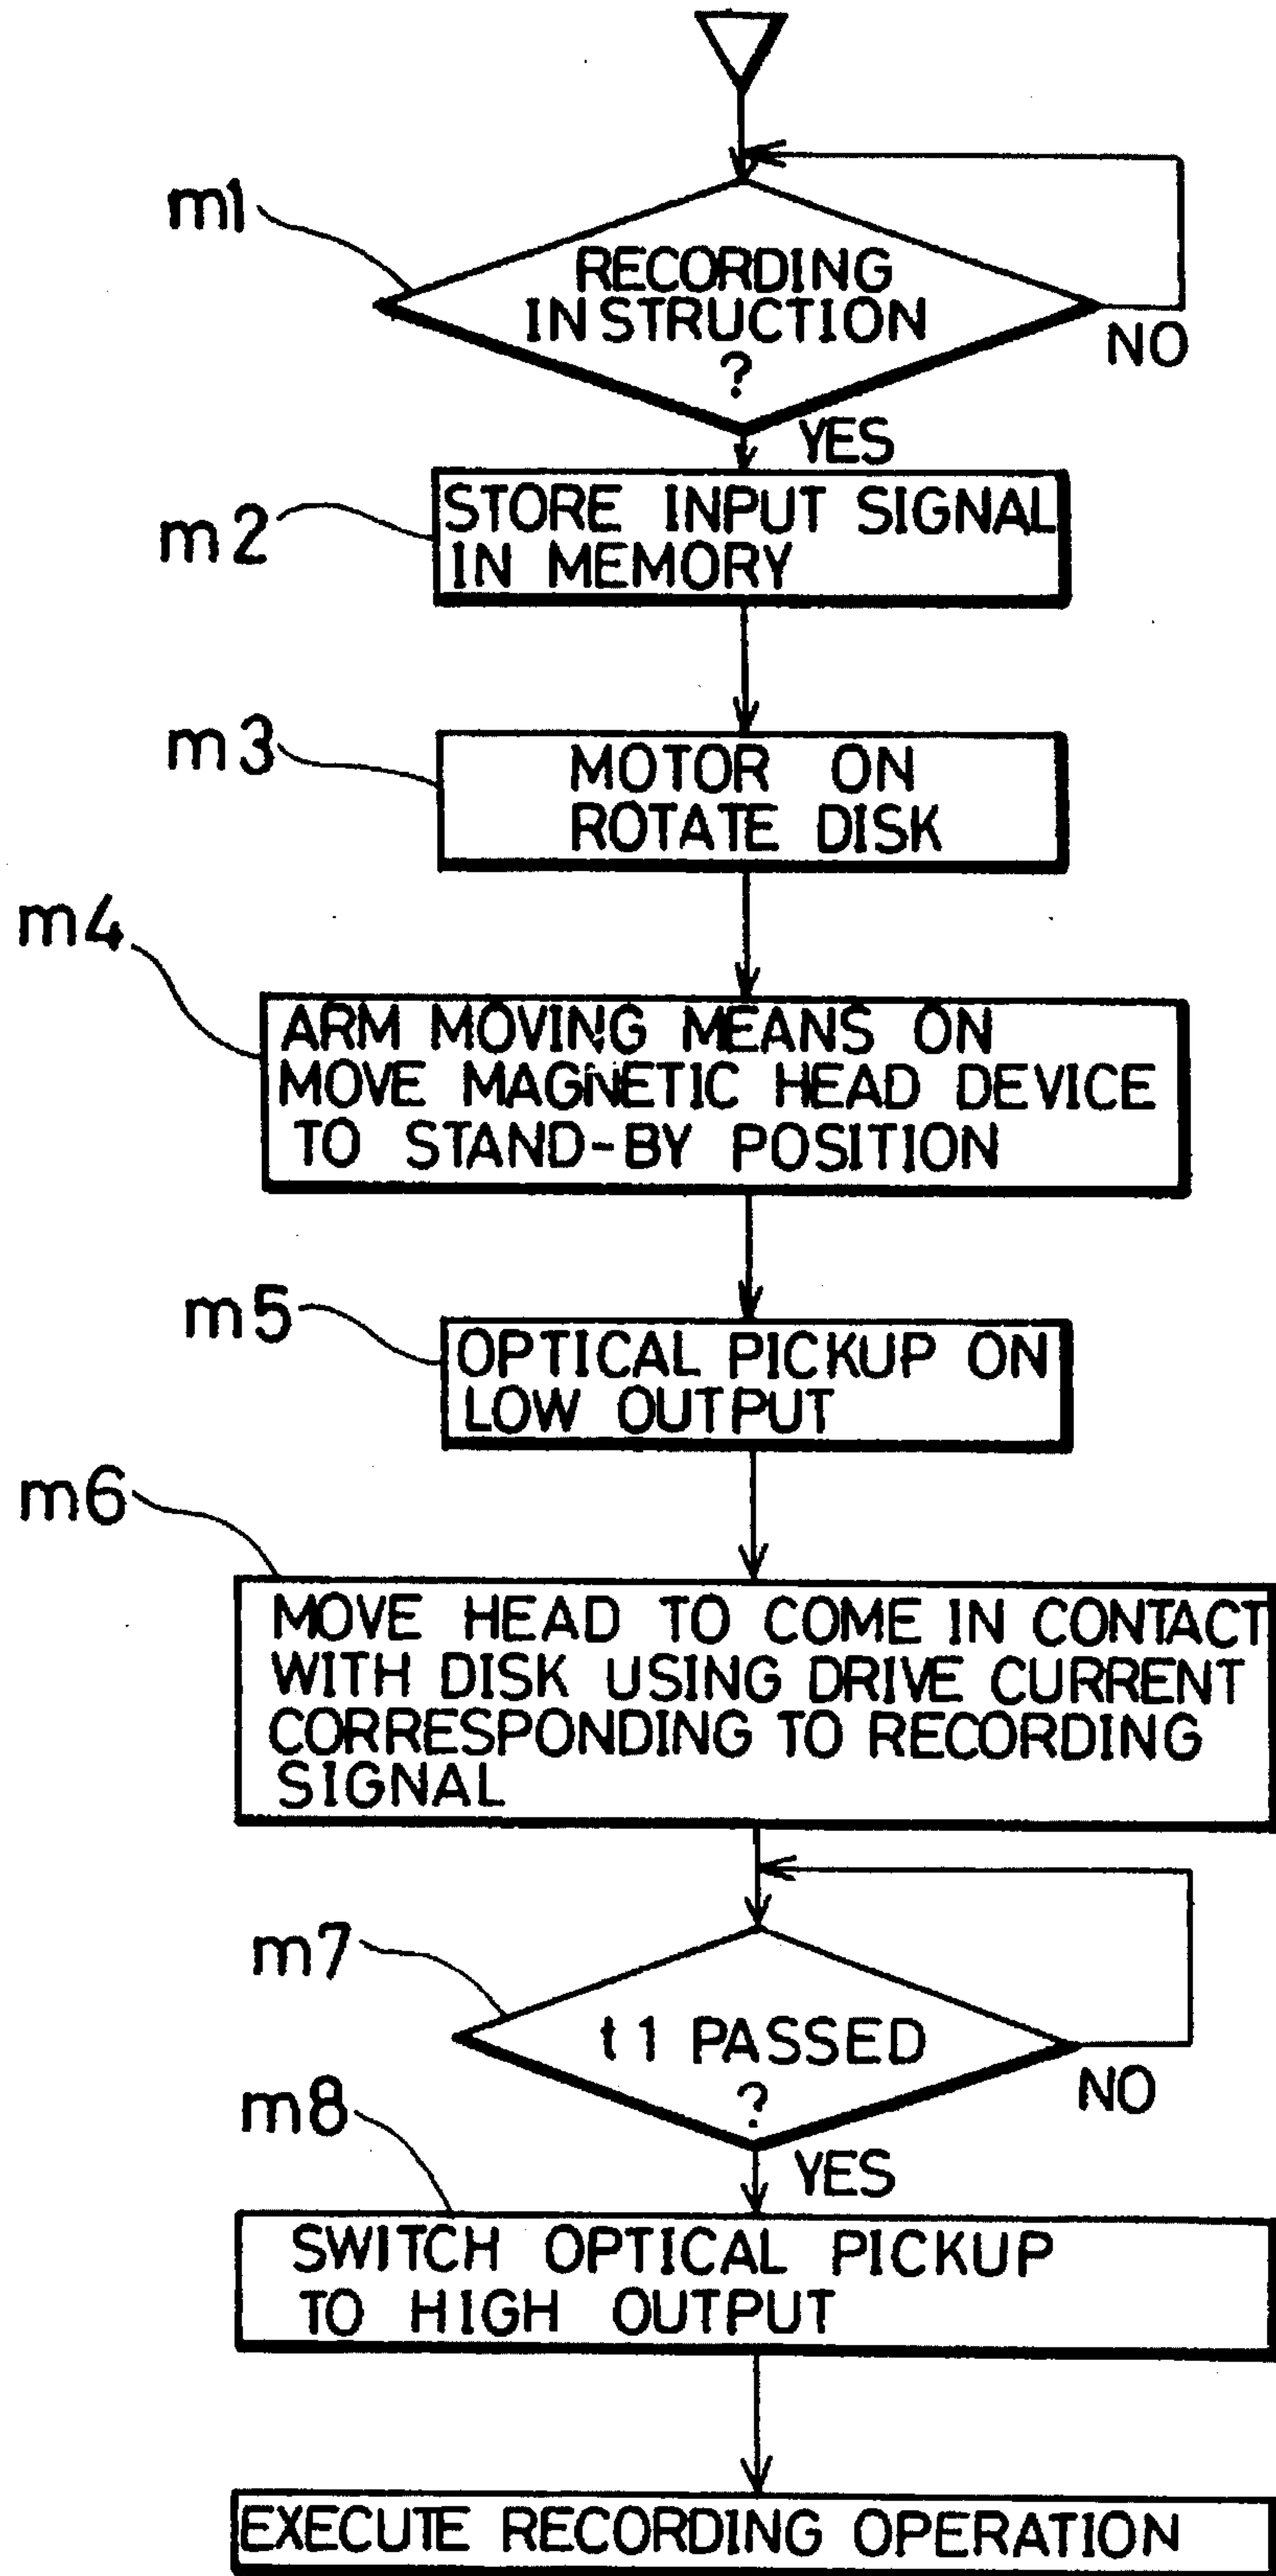 m1
RECORDING
INSTRUCTION
?
NO
YES
m2
STORE INPUT SIGNAL
IN MEMORY
m3
MOTOR ON
ROTATE DISK
m4
ARM MOVING MEANS ON
MOVE MAGNETIC HEAD DEVICE
TO STAND-BY POSITION
m5
OPTICAL PICKUP ON
LOW OUTPUT
m6
MOVE HEAD TO COME IN CONTACT
WITH DISK USING DRIVE CURRENT
CORRESPONDING TO RECORDING
SIGNAL
m7
t1 PASSED
?
NO
YES
m8
SWITCH OPTICAL PICKUP
TO HIGH OUTPUT
EXECUTE RECORDING OPERATION